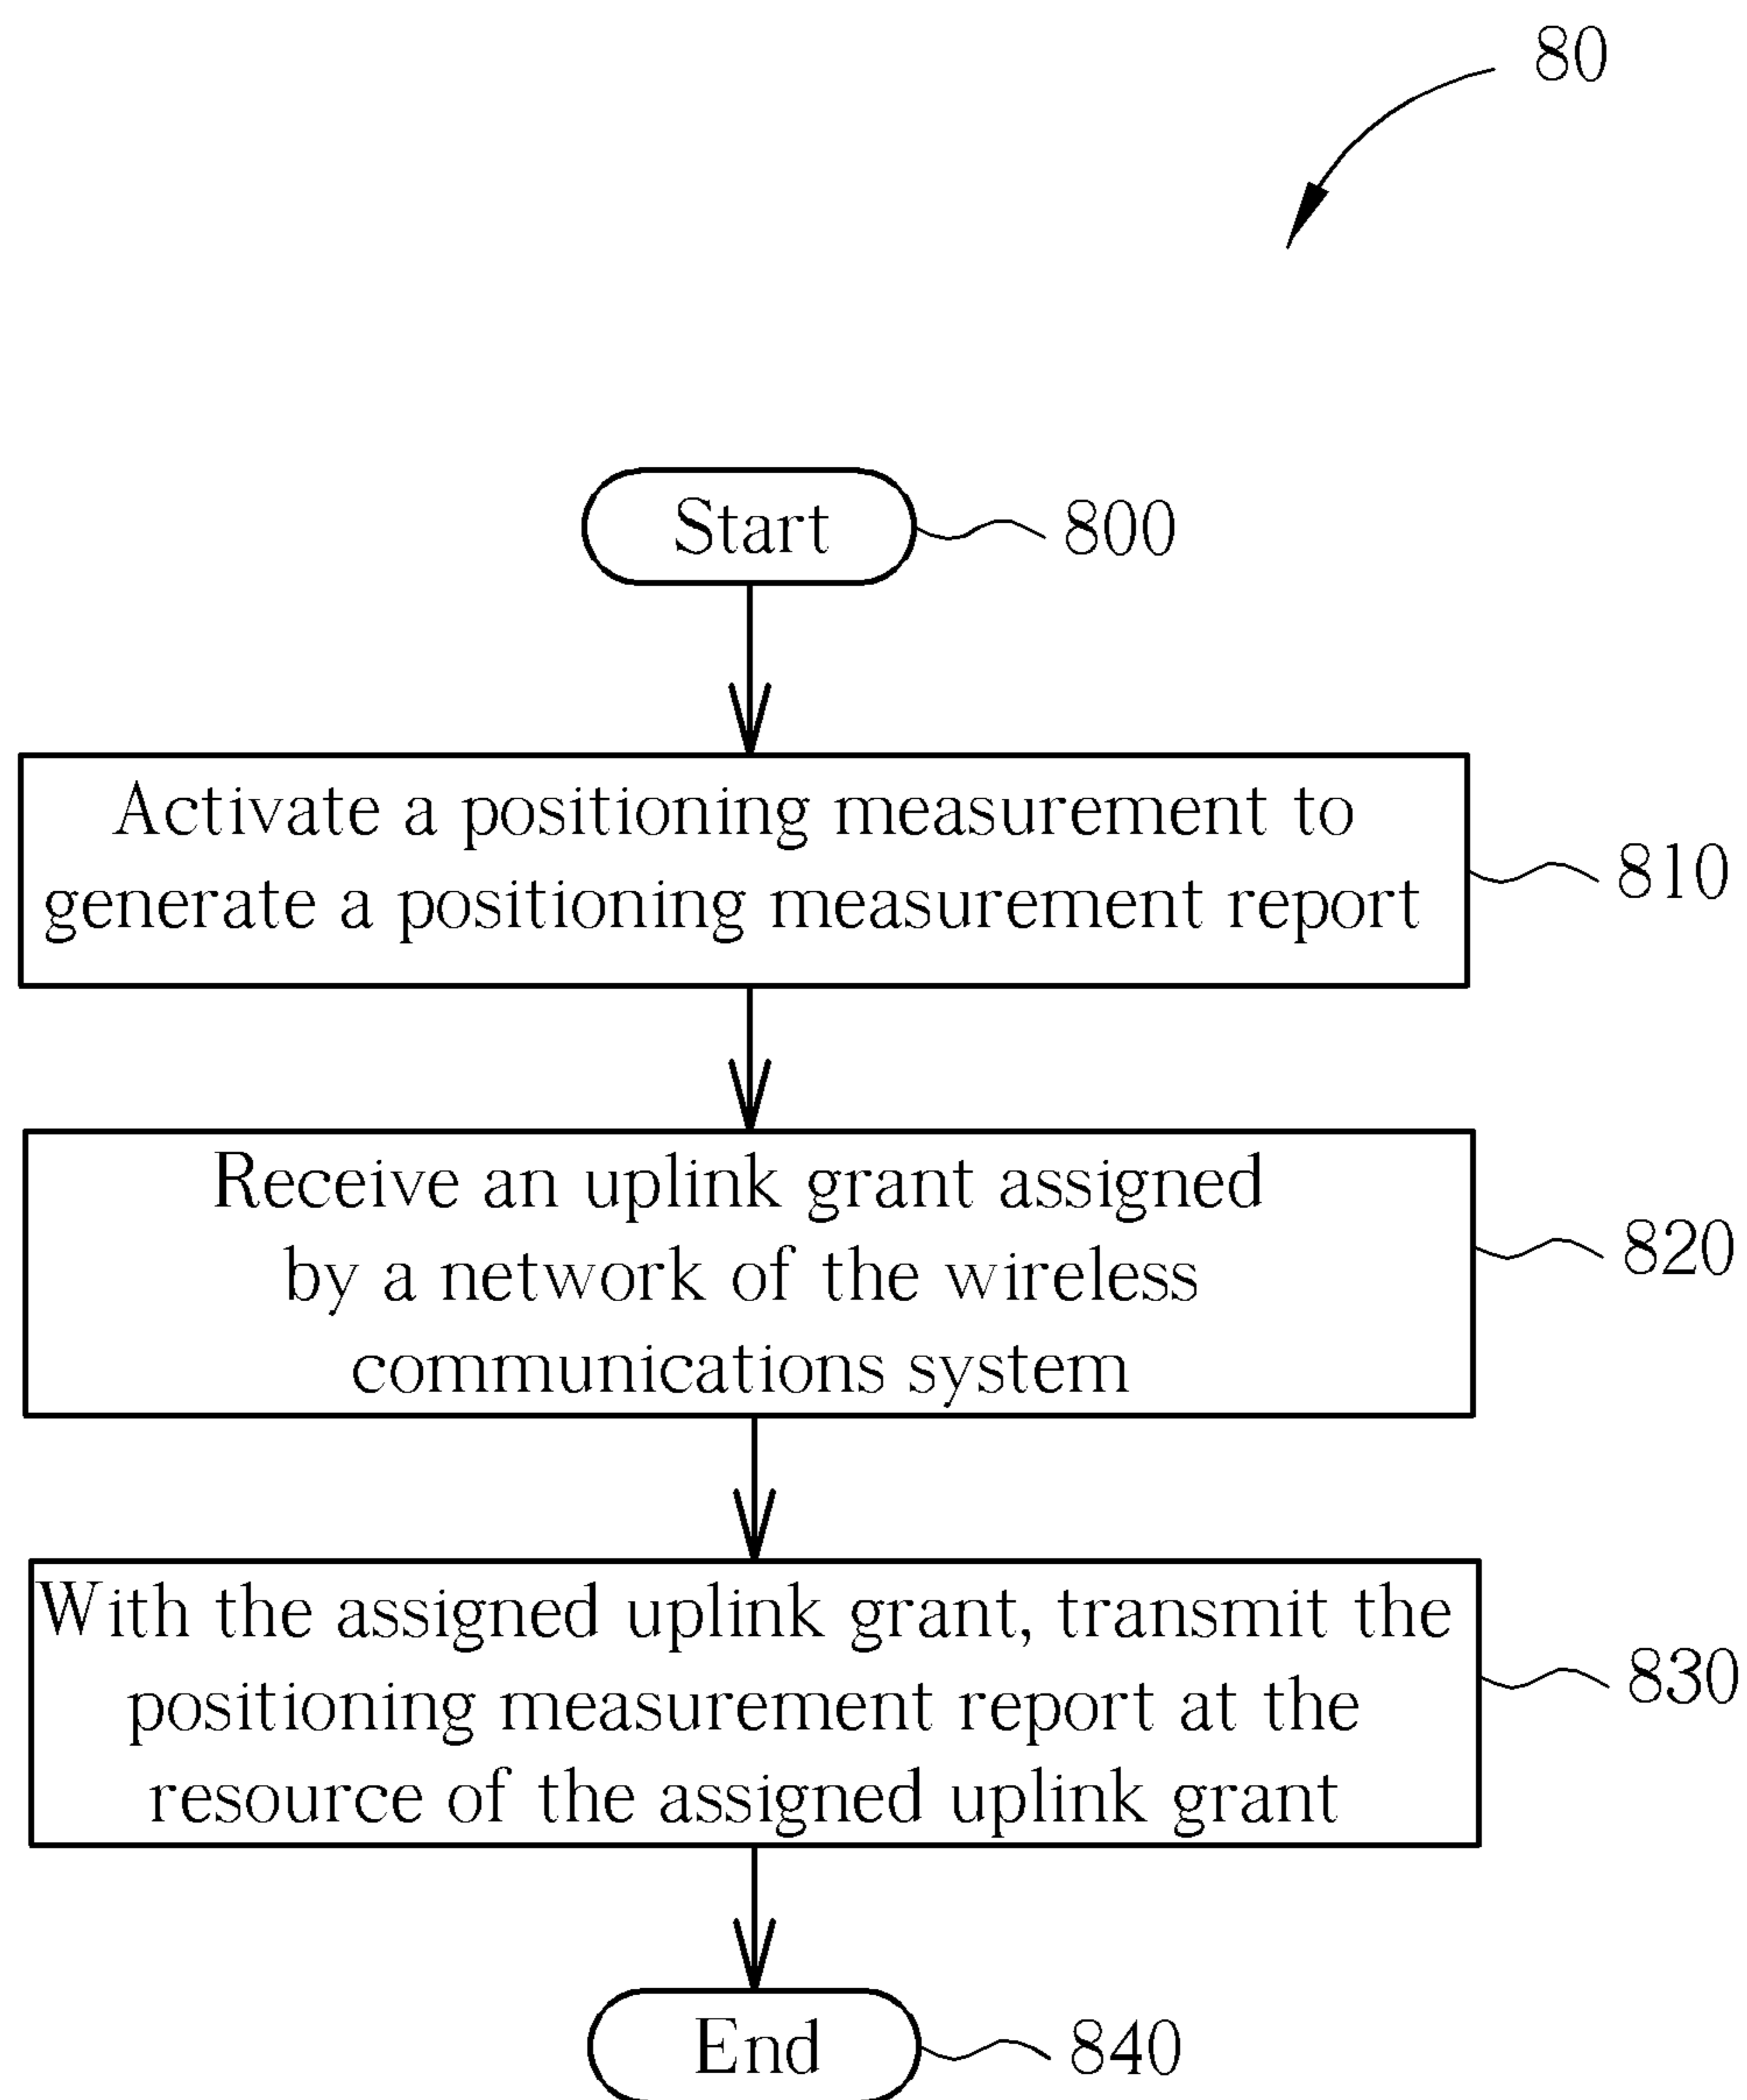 80
Start
800
Activate a positioning measurement to
generate a positioning measurement report
810
Receive an uplink grant assigned
by a network of the wireless
communications system
820
With the assigned uplink grant, transmit the
positioning measurement report at the
resource of the assigned uplink grant
830
End
840